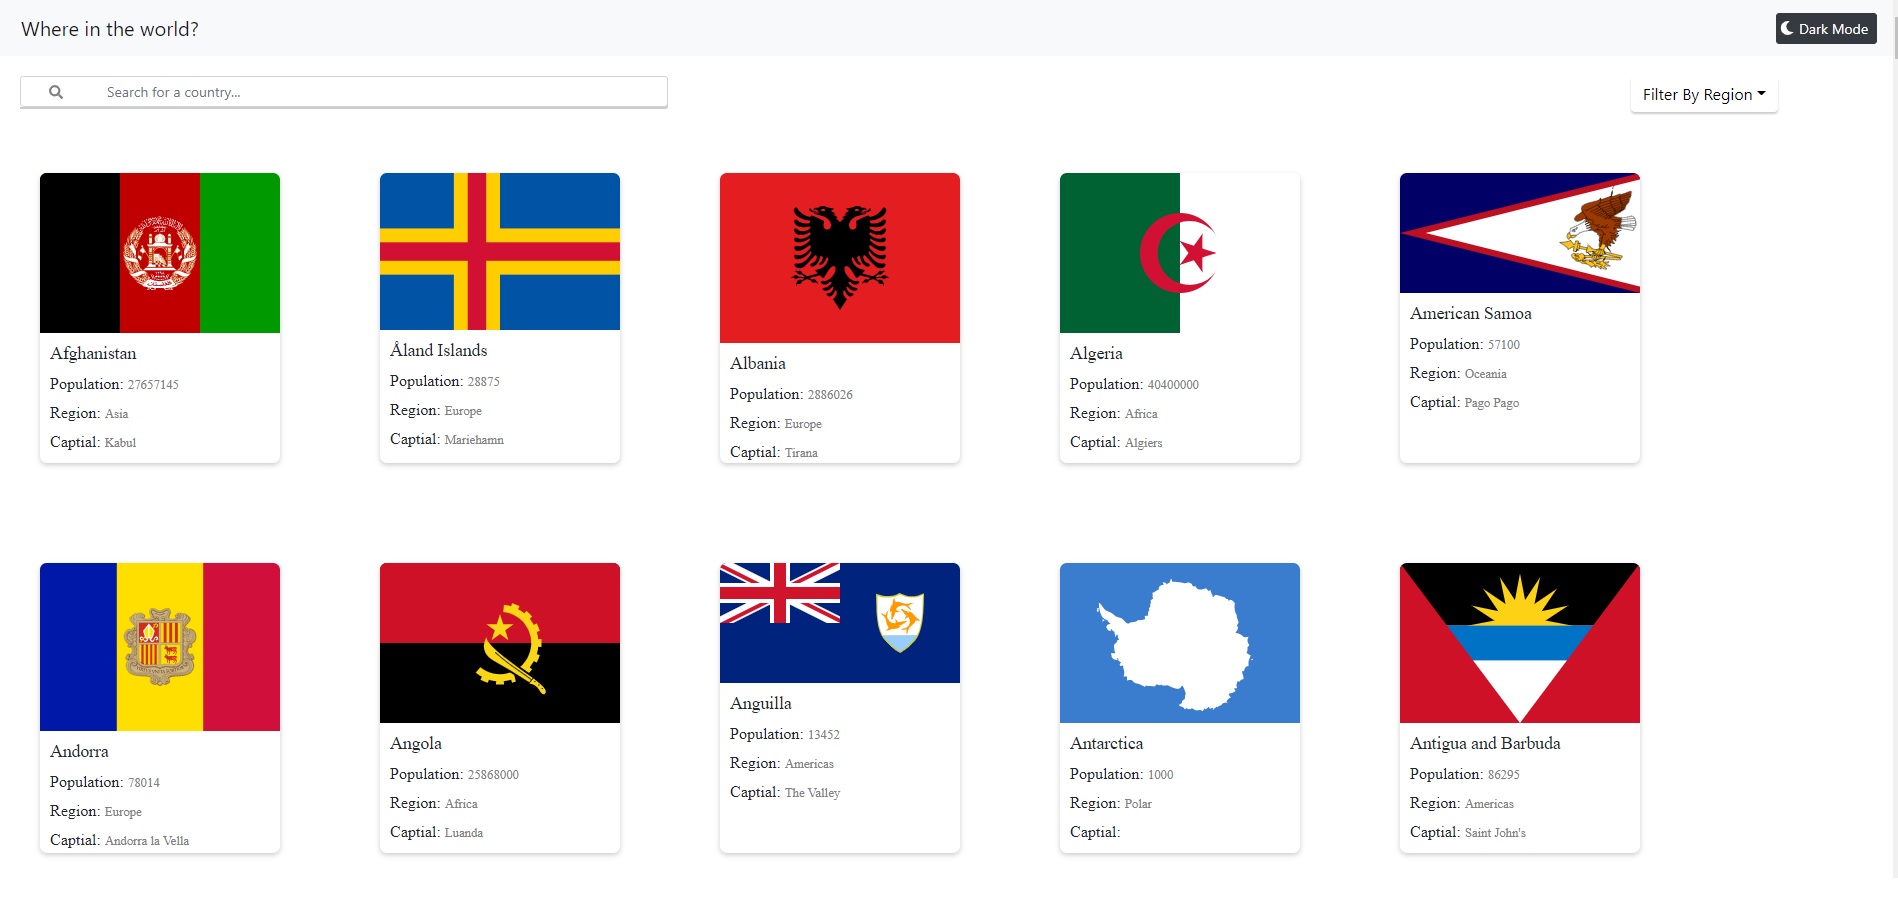 Where in the world?
Dark Mode
Search for a country...
Filter By Region
Afghanistan
Population: 27657145
Region: Asia
Captial: Kabul
Åland Islands
Population: 28875
Region: Europe
Captial: Mariehamn
Albania
Population: 2886026
Region: Europe
Captial: Tirana
Algeria
Population: 40400000
Region: Africa
Captial: Algiers
American Samoa
Population: 57100
Region: Oceania
Captial: Pago Pago
Andorra
Population: 78014
Region: Europe
Captial: Andorra la Vella
Angola
Population: 25868000
Region: Africa
Captial: Luanda
Anguilla
Population: 13452
Region: Americas
Captial: The Valley
Antarctica
Population: 1000
Region: Polar
Captial:
Antigua and Barbuda
Population: 86295
Region: Americas
Captial: Saint John's